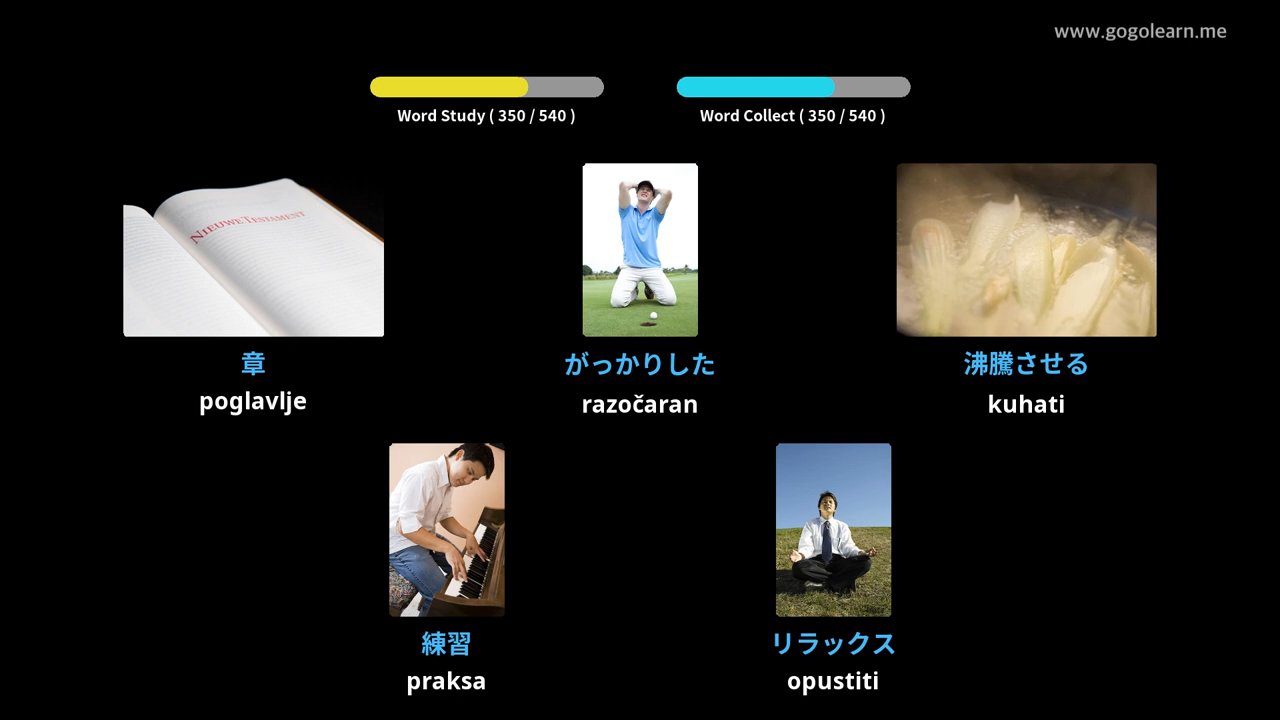 www.gogolearn.me
Word Study ( 350 / 540 )
Word Collect ( 350 / 540 )
NIEUWE TESTAMENT
章
poglavlje
がっかりした
razočaran
沸騰させる
kuhati
練習
praksa
リラックス
opustiti